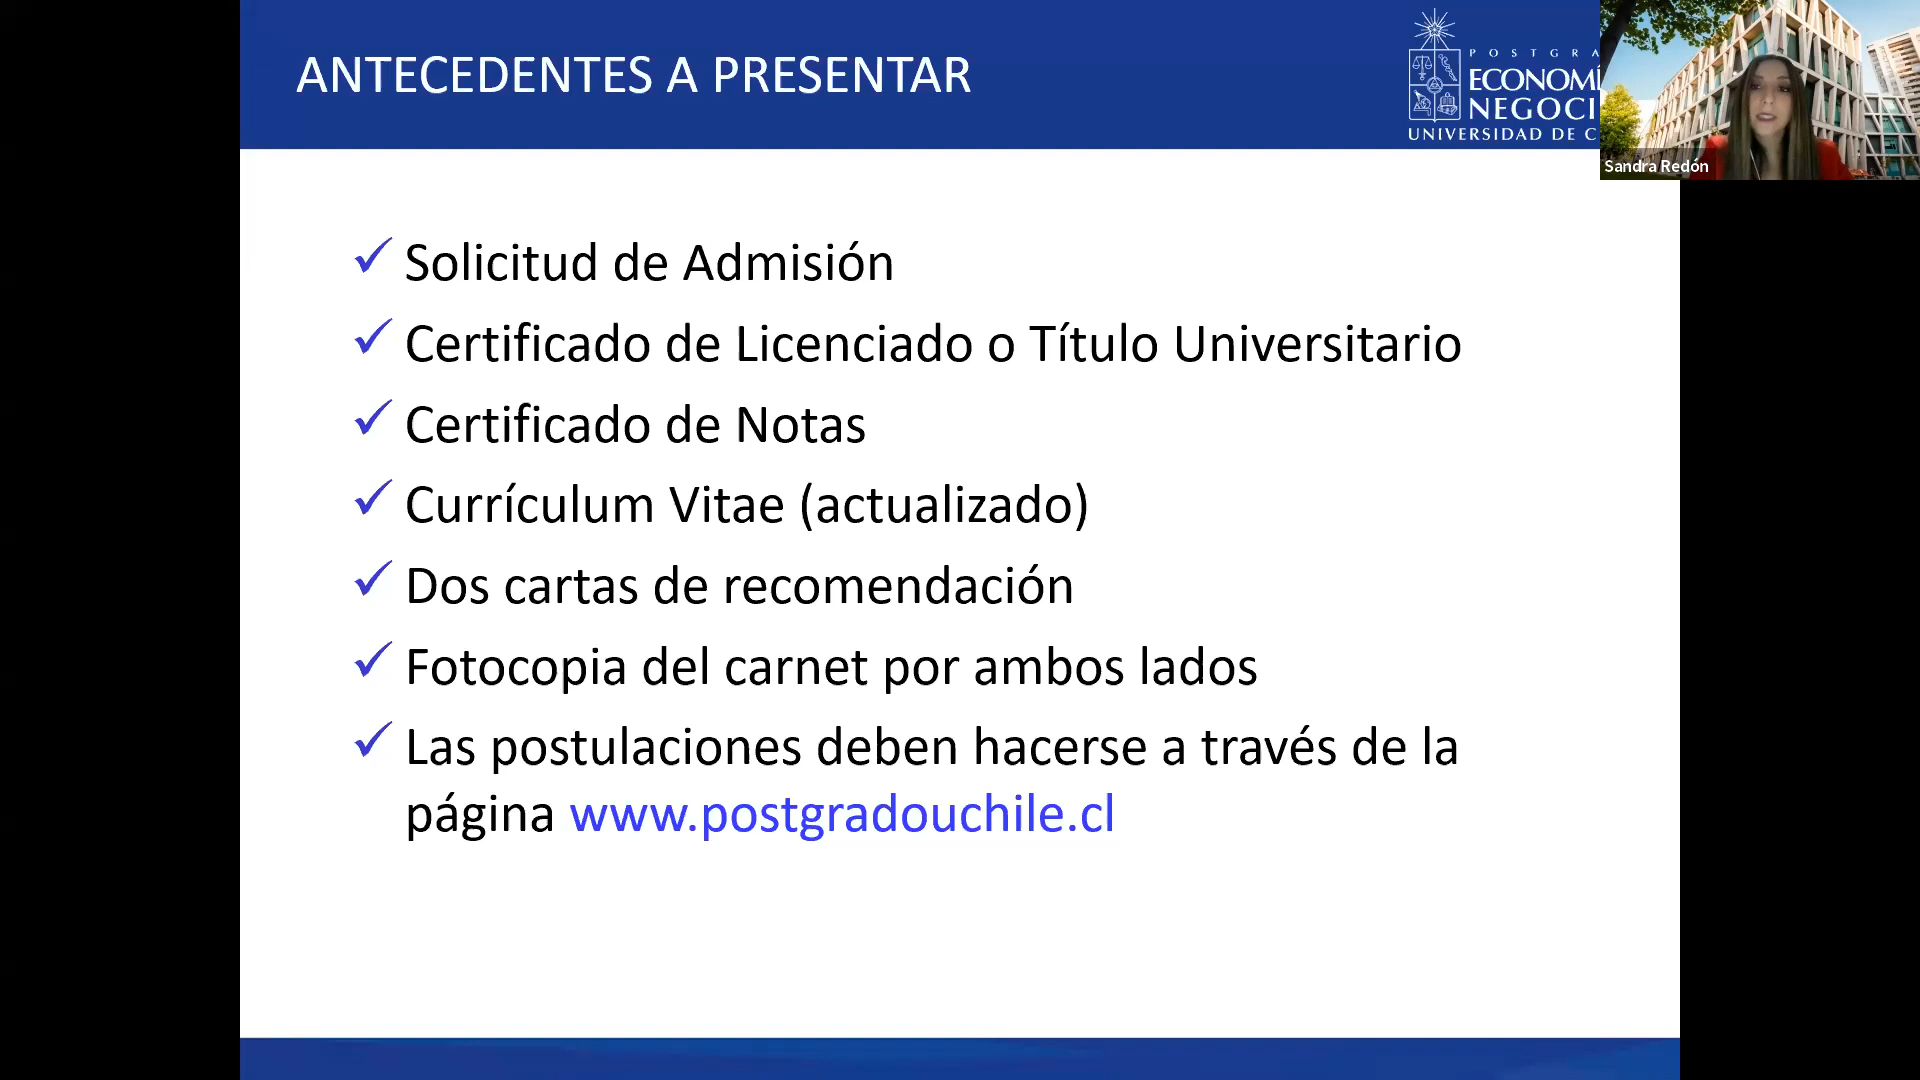 ANTECEDENTES A PRESENTAR
POSTGRA
ECONOMÍ
NEGOCI
UNIVERSIDAD DE C
Sandra Redón
Solicitud de Admisión
Certificado de Licenciado o Título Universitario
Certificado de Notas
Currículum Vitae (actualizado)
Dos cartas de recomendación
Fotocopia del carnet por ambos lados
Las postulaciones deben hacerse a través de la
página www.postgradouchile.cl